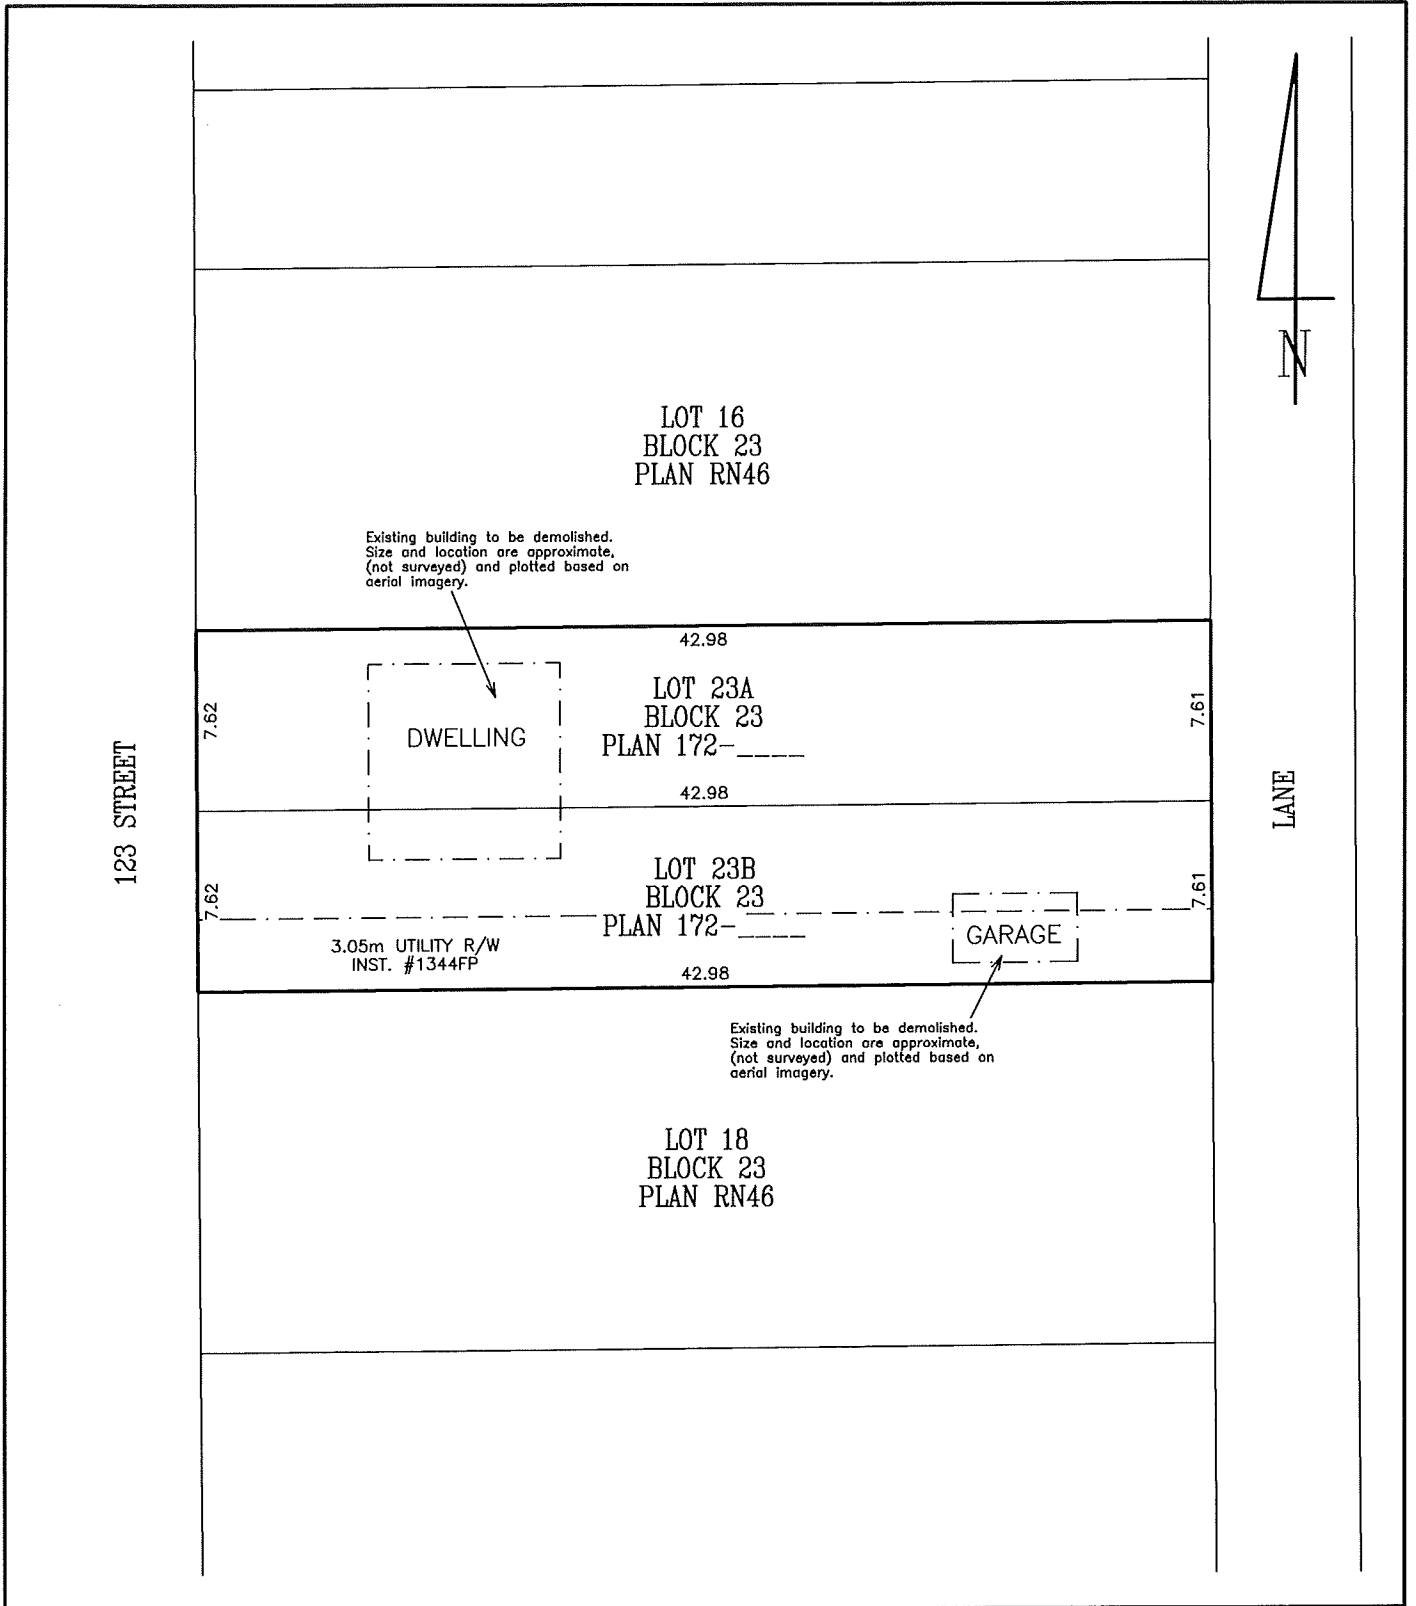 N
LOT 16
BLOCK 23
PLAN RN46
Existing building to be demolished.
Size and location are approximate,
(not surveyed) and plotted based on
aerial imagery.
42.98
7.62
DWELLING
LOT 23A
BLOCK 23
PLAN 172-____
7.61
123 STREET
LANE
42.98
7.62
LOT 23B
BLOCK 23
PLAN 172-____
7.61
3.05m UTILITY R/W
INST. #1344FP
GARAGE
42.98
Existing building to be demolished.
Size and location are approximate,
(not surveyed) and plotted based on
aerial imagery.
LOT 18
BLOCK 23
PLAN RN46